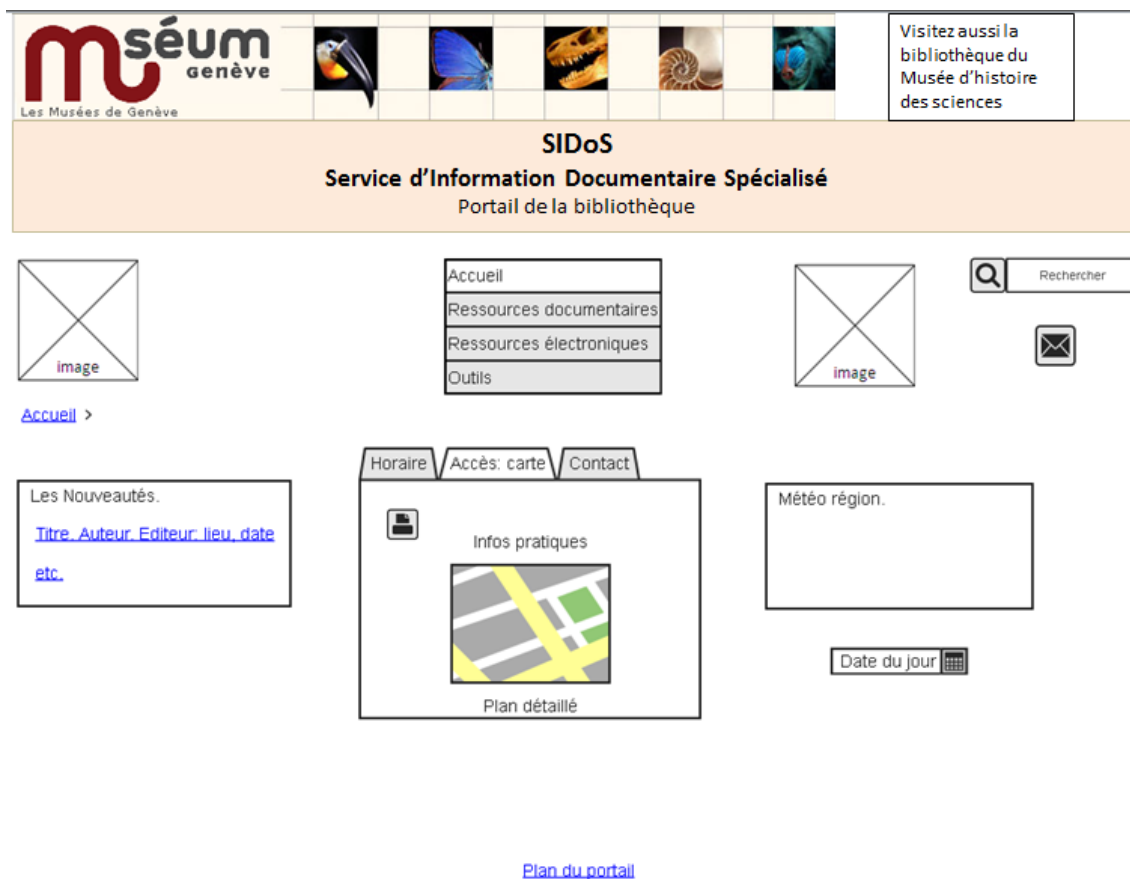 muséum
genève
Les Musées de Genève
Visitez aussi la
bibliothèque du
Musée d'histoire
des sciences
SIDoS
Service d'Information Documentaire Spécialisé
Portail de la bibliothèque
image
Accueil
Ressources documentaires
Ressources électroniques
Outils
image
Rechercher
Accueil >
Les Nouveautés.
Titre. Auteur. Editeur: lieu, date
etc.
Horaire
Accès: carte
Contact
Infos pratiques
Plan détaillé
Météo région.
Date du jour
Plan du portail